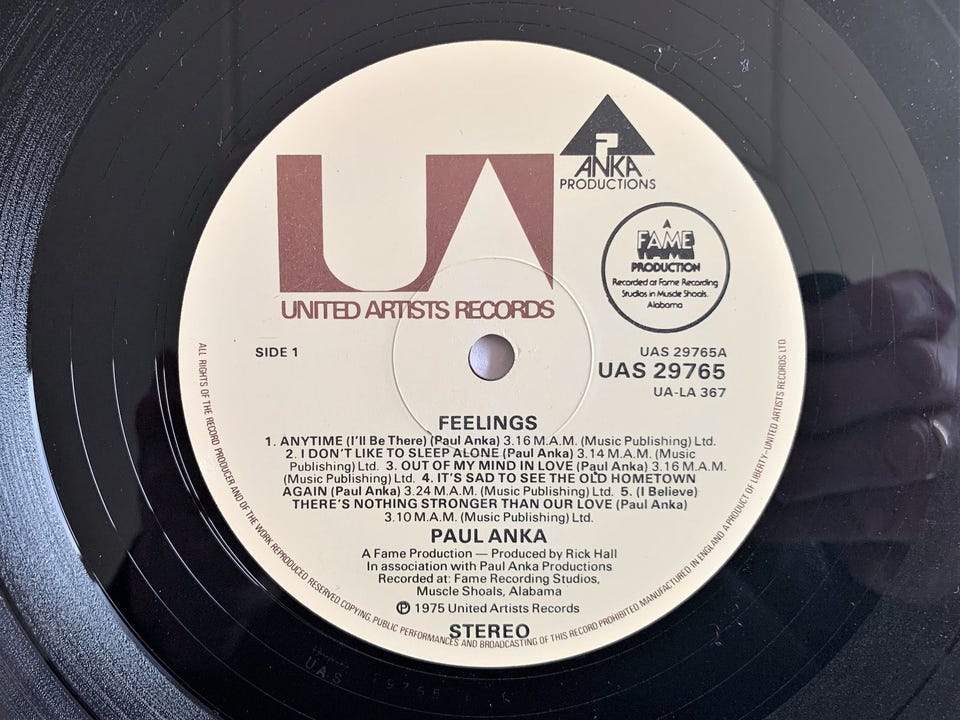 ANKA
PRODUCTIONS
UA
UNITED ARTISTS RECORDS
FAME
PRODUCTION
Recorded at Fame Recording
Studios in Muscle Shoals,
Alabama
SIDE 1
UAS 29765A
UAS 29765
UA-LA 367
FEELINGS
1. ANYTIME (I'll Be There) (Paul Anka) 3.16 M.A.M. (Music Publishing) Ltd.
2. I DON'T LIKE TO SLEEP ALONE (Paul Anka) 3.14 M.A.M. (Music
Publishing) Ltd. 3. OUT OF MY MIND IN LOVE (Paul Anka) 3.16 M.A.M.
(Music Publishing) Ltd. 4. IT'S SAD TO SEE THE OLD HOMETOWN
AGAIN (Paul Anka) 3.24 M.A.M. (Music Publishing) Ltd. 5. (I Believe)
THERE'S NOTHING STRONGER THAN OUR LOVE (Paul Anka)
3.10 M.A.M. (Music Publishing) Ltd.
PAUL ANKA
A Fame Production — Produced by Rick Hall
In association with Paul Anka Productions
Recorded at: Fame Recording Studios,
Muscle Shoals, Alabama
℗ 1975 United Artists Records
STEREO
ALL RIGHTS OF THE RECORD PRODUCER AND OF THE WORK REPRODUCED RESERVED. COPYING, PUBLIC PERFORMANCES AND BROADCASTING OF THIS RECORD PROHIBITED. MANUFACTURED IN ENGLAND. A PRODUCT OF LIBERTY-UNITED ARTISTS RECORDS LTD.
UAS